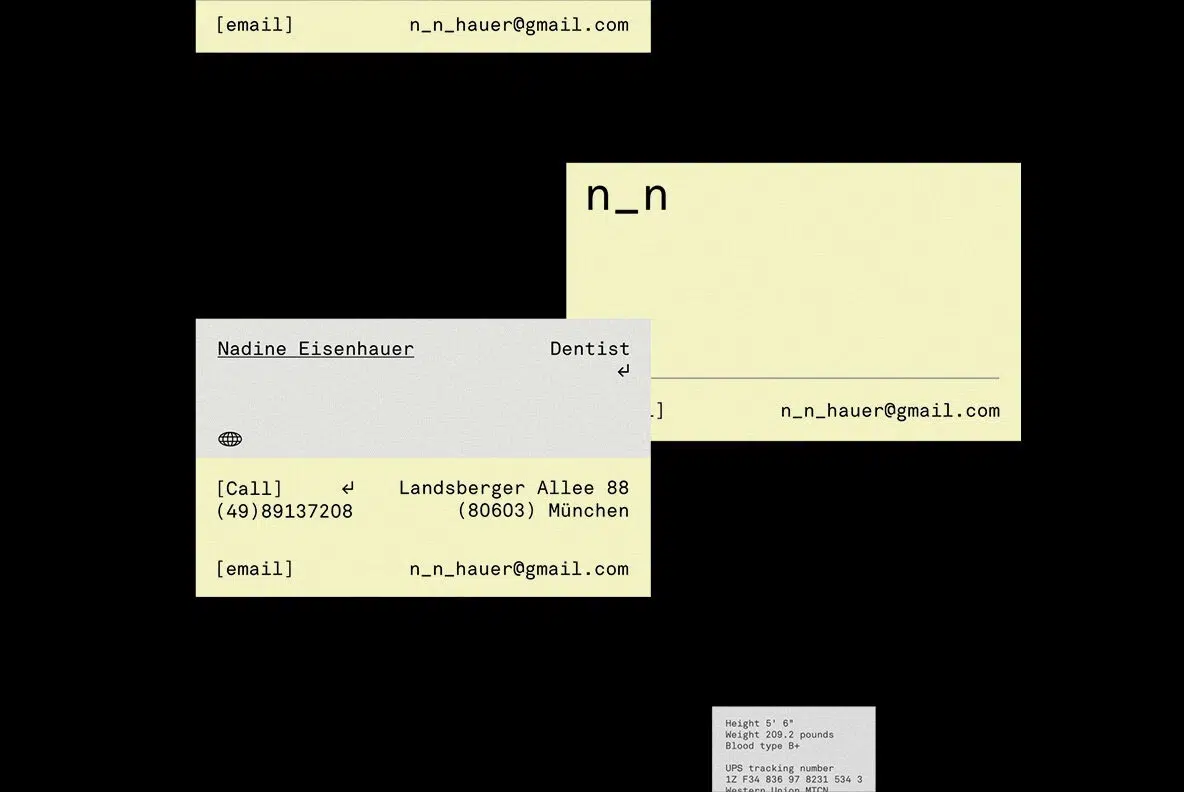 [email] n_n_hauer@gmail.com
n_n
Nadine Eisenhauer Dentist
↵
.] n_n_hauer@gmail.com
[Call] ↵ Landsberger Allee 88
(49)89137208 (80603) München
[email] n_n_hauer@gmail.com
Height 5' 6"
Weight 209.2 pounds
Blood type B+
UPS tracking number
1Z F34 836 97 8231 534 3
Western Union MTCN